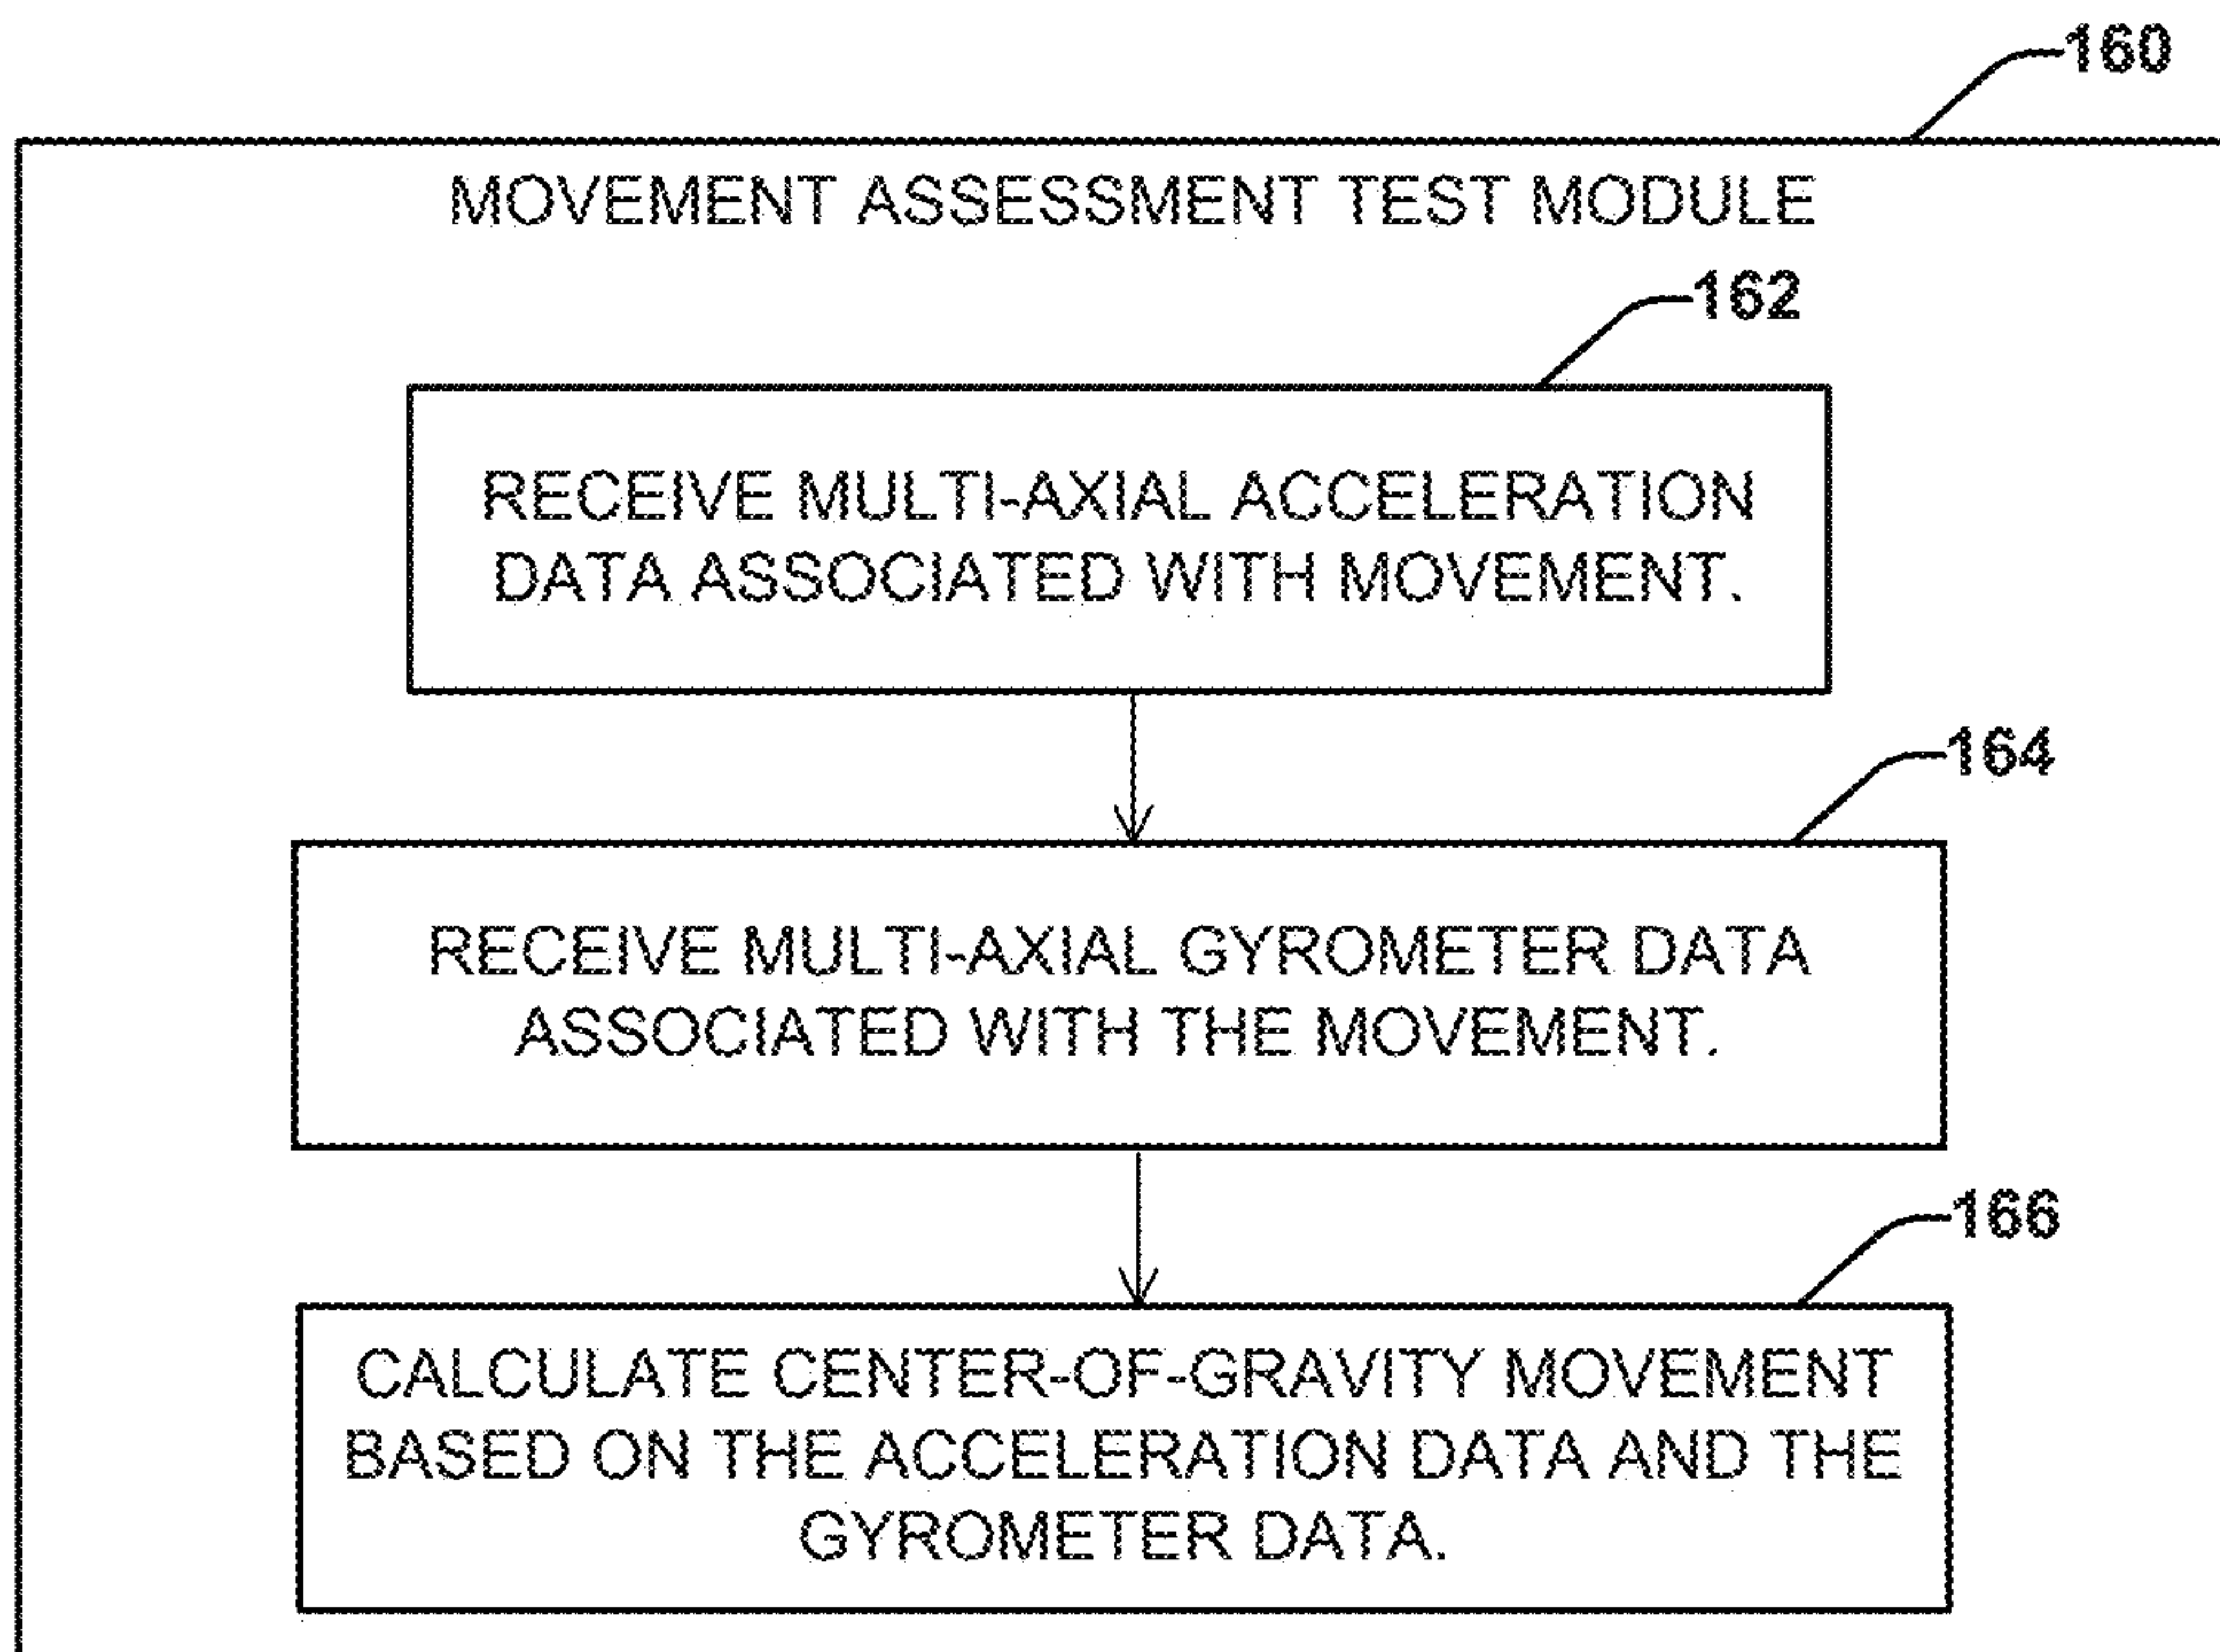 160
MOVEMENT ASSESSMENT TEST MODULE
162
RECEIVE MULTI-AXIAL ACCELERATION
DATA ASSOCIATED WITH MOVEMENT.
164
RECEIVE MULTI-AXIAL GYROMETER DATA
ASSOCIATED WITH THE MOVEMENT.
166
CALCULATE CENTER-OF-GRAVITY MOVEMENT
BASED ON THE ACCELERATION DATA AND THE
GYROMETER DATA.